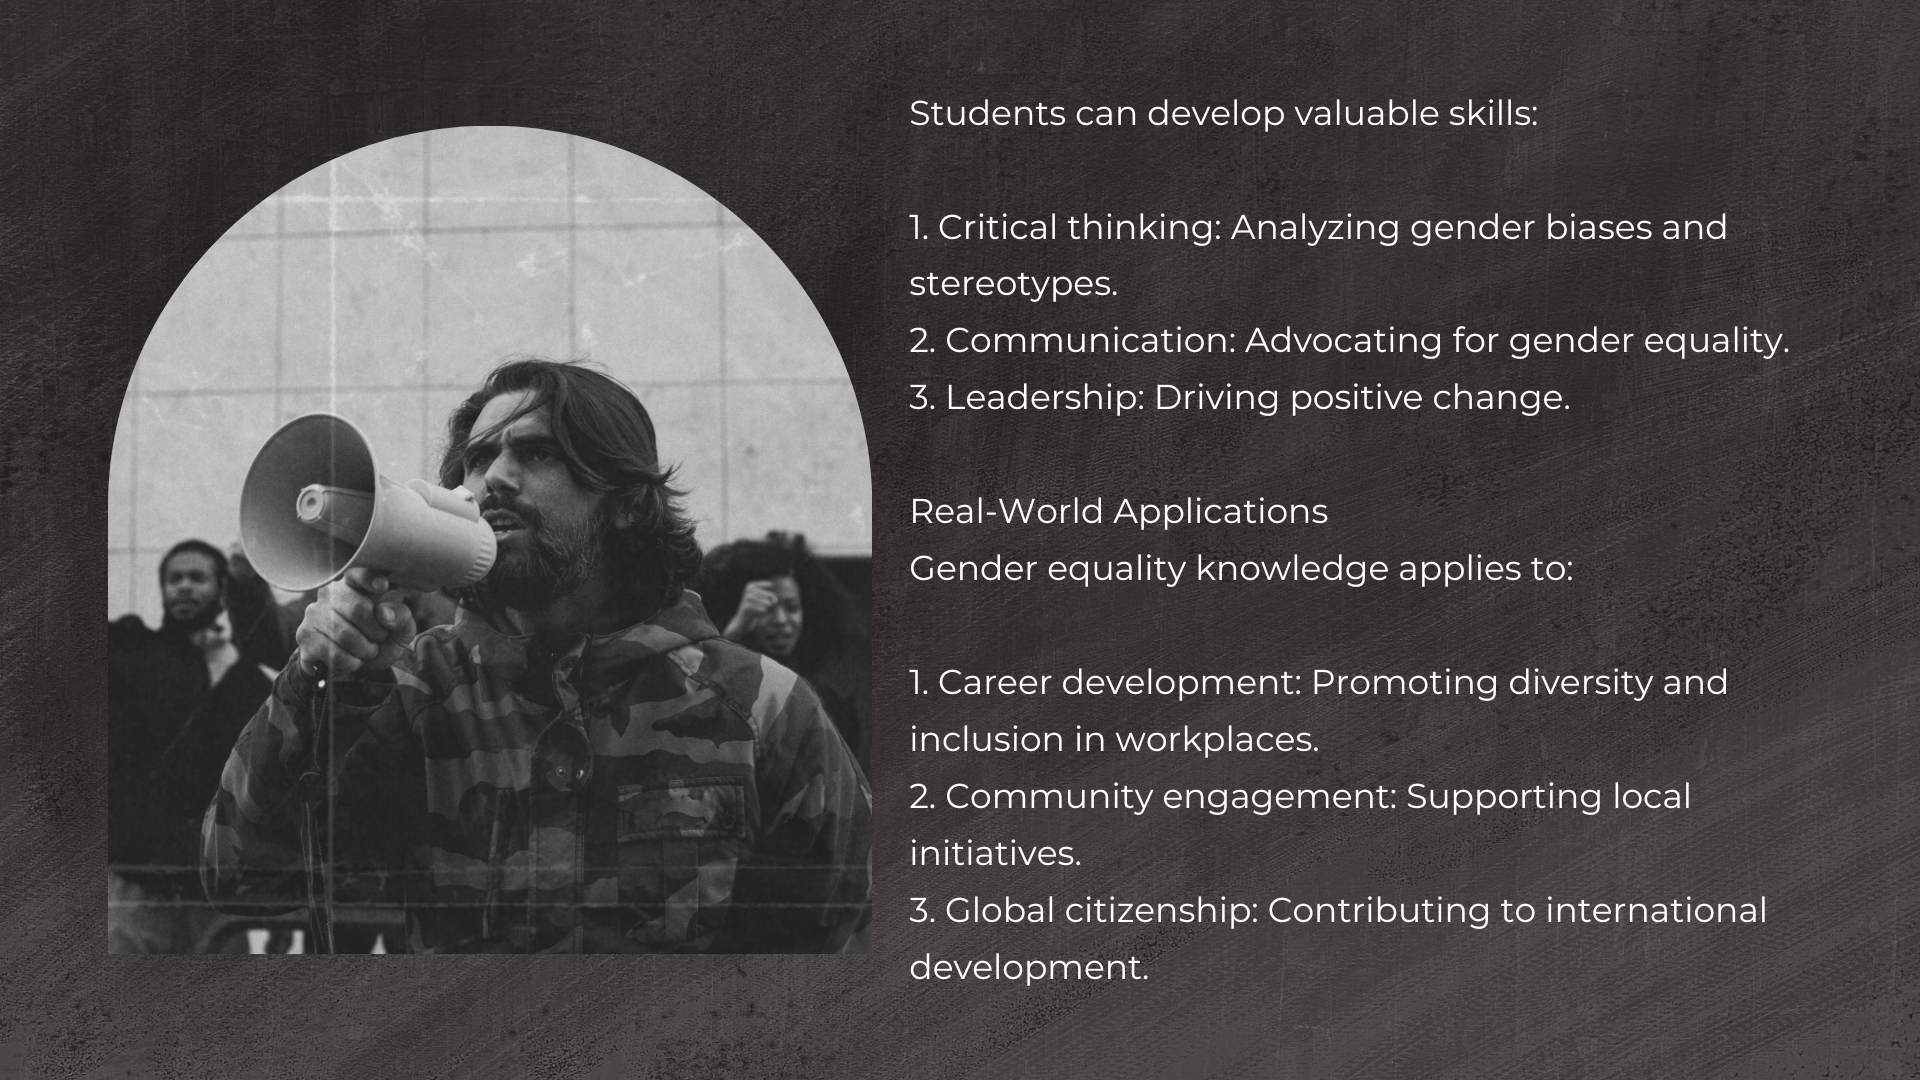 Students can develop valuable skills:
1. Critical thinking: Analyzing gender biases and
stereotypes.
2. Communication: Advocating for gender equality.
3. Leadership: Driving positive change.
Real-World Applications
Gender equality knowledge applies to:
1. Career development: Promoting diversity and
inclusion in workplaces.
2. Community engagement: Supporting local
initiatives.
3. Global citizenship: Contributing to international
development.